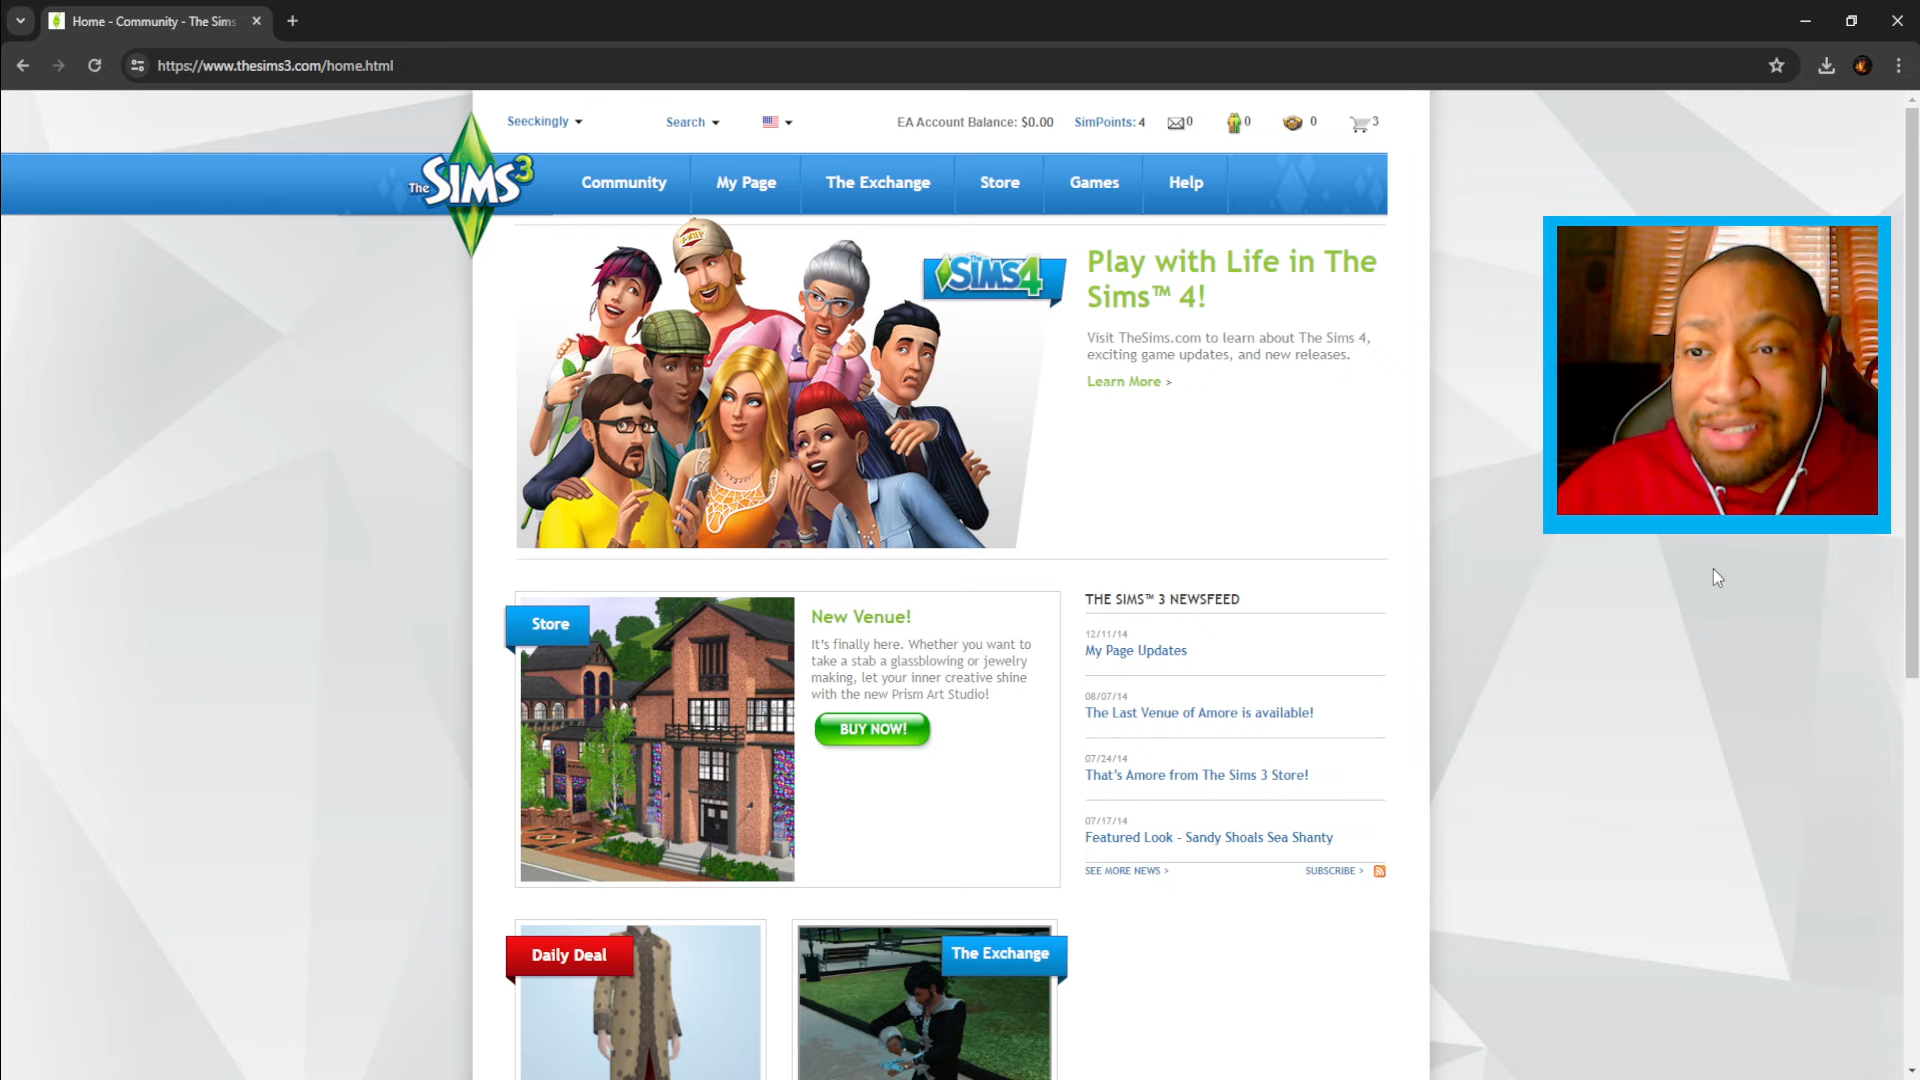 Home - Community - The Sims
https://www.thesims3.com/home.html
Seeckingly
Search
EA Account Balance: $0.00
SimPoints: 4
0
0
0
3
The SIMS 3
Community
My Page
The Exchange
Store
Games
Help
The SIMS 4
Play with Life in The
Sims™ 4!
Visit TheSims.com to learn about The Sims 4,
exciting game updates, and new releases.
Learn More >
Store
New Venue!
It's finally here. Whether you want to
take a stab a glassblowing or jewelry
making, let your inner creative shine
with the new Prism Art Studio!
BUY NOW!
THE SIMS™ 3 NEWSFEED
12/11/14
My Page Updates
08/07/14
The Last Venue of Amore is available!
07/24/14
That's Amore from The Sims 3 Store!
07/17/14
Featured Look - Sandy Shoals Sea Shanty
SEE MORE NEWS >
SUBSCRIBE >
Daily Deal
The Exchange